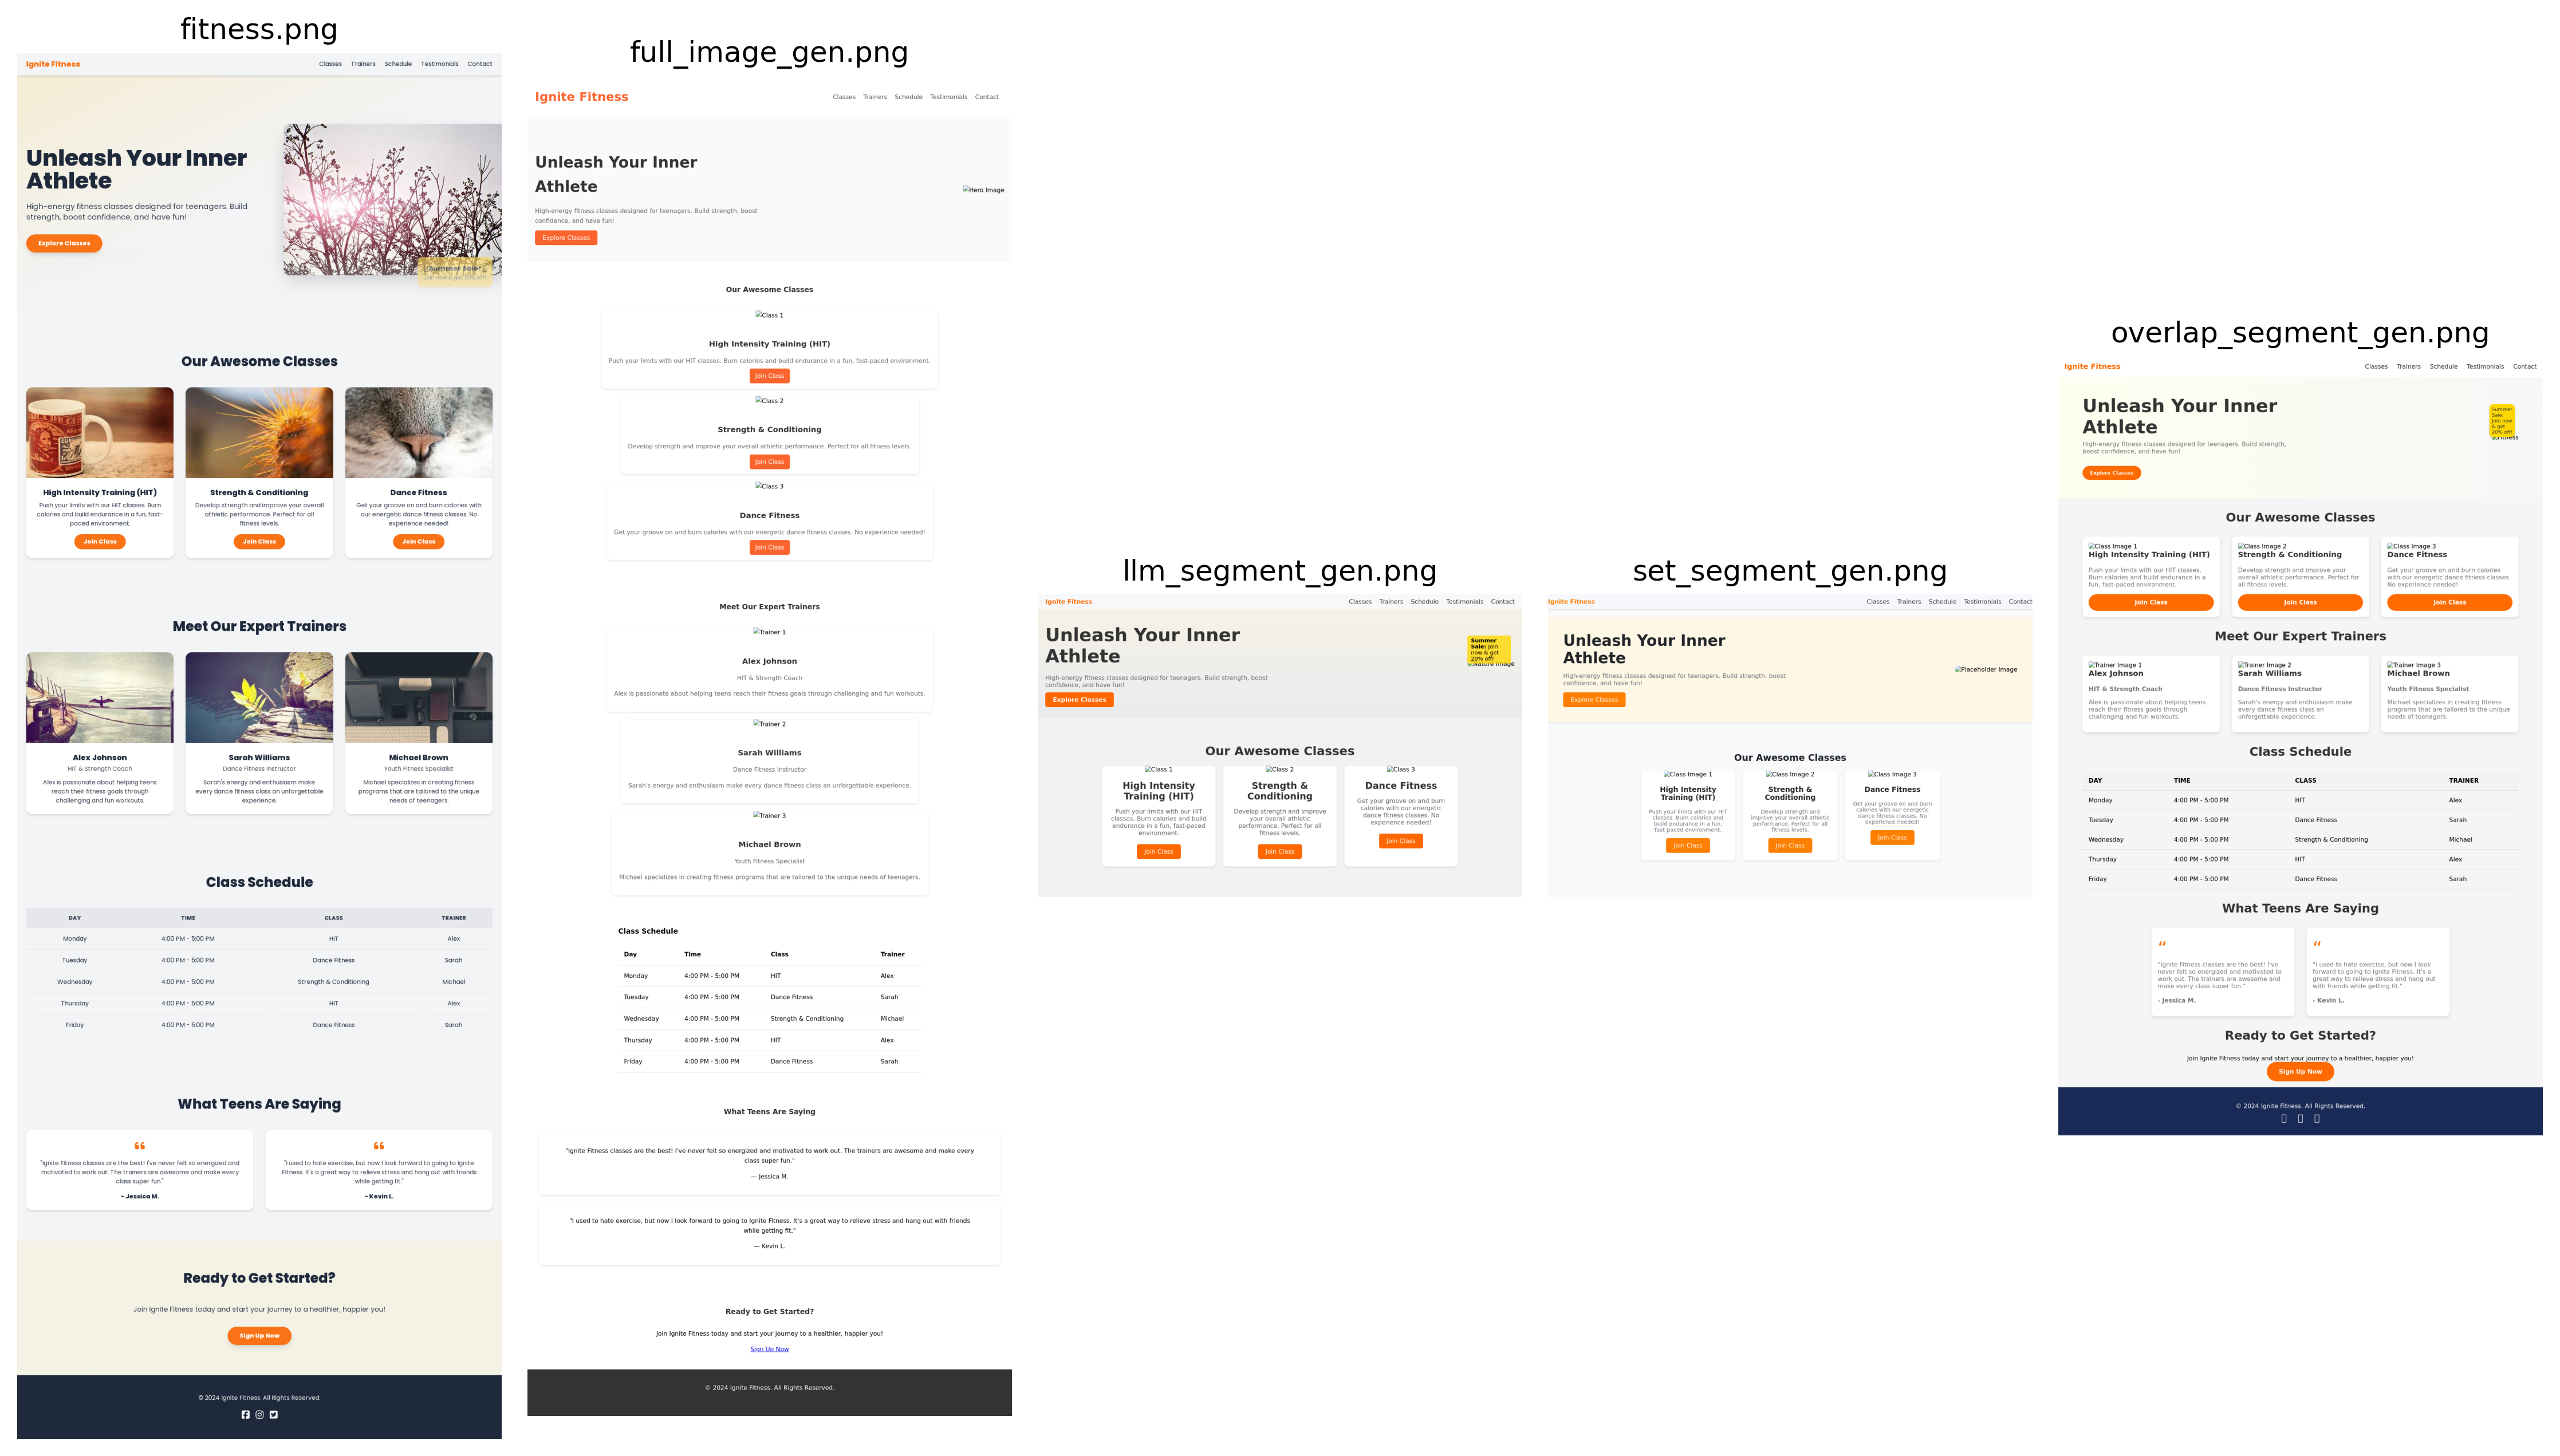 fitness.png
Ignite Fitness
Classes Trainers Schedule Testimonials Contact
Unleash Your Inner
Athlete
High-energy fitness classes designed for teenagers. Build
strength, boost confidence, and have fun!
Explore Classes
Summer Sale!
Join now & get 20% off!
Our Awesome Classes
High Intensity Training (HIT)
Push your limits with our HIT classes. Burn
calories and build endurance in a fun, fast-
paced environment.
Join Class
Strength & Conditioning
Develop strength and improve your overall
athletic performance. Perfect for all
fitness levels.
Join Class
Dance Fitness
Get your groove on and burn calories with
our energetic dance fitness classes. No
experience needed!
Join Class
Meet Our Expert Trainers
Alex Johnson
HIT & Strength Coach
Alex is passionate about helping teens
reach their fitness goals through
challenging and fun workouts.
Sarah Williams
Dance Fitness Instructor
Sarah's energy and enthusiasm make
every dance fitness class an unforgettable
experience.
Michael Brown
Youth Fitness Specialist
Michael specializes in creating fitness
programs that are tailored to the unique
needs of teenagers.
Class Schedule
DAY TIME CLASS TRAINER
Monday 4:00 PM - 5:00 PM HIT Alex
Tuesday 4:00 PM - 5:00 PM Dance Fitness Sarah
Wednesday 4:00 PM - 5:00 PM Strength & Conditioning Michael
Thursday 4:00 PM - 5:00 PM HIT Alex
Friday 4:00 PM - 5:00 PM Dance Fitness Sarah
What Teens Are Saying
"Ignite Fitness classes are the best! I've never felt so energized and
motivated to work out. The trainers are awesome and make every
class super fun."
- Jessica M.
"I used to hate exercise, but now I look forward to going to Ignite
Fitness. It's a great way to relieve stress and hang out with friends
while getting fit."
- Kevin L.
Ready to Get Started?
Join Ignite Fitness today and start your journey to a healthier, happier you!
Sign Up Now
© 2024 Ignite Fitness. All Rights Reserved.
full_image_gen.png
Ignite Fitness
Classes Trainers Schedule Testimonials Contact
Unleash Your Inner
Athlete
High-energy fitness classes designed for teenagers. Build strength, boost
confidence, and have fun!
Explore Classes
Hero Image
Our Awesome Classes
Class 1
High Intensity Training (HIT)
Push your limits with our HIT classes. Burn calories and build endurance in a fun, fast-paced environment.
Join Class
Class 2
Strength & Conditioning
Develop strength and improve your overall athletic performance. Perfect for all fitness levels.
Join Class
Class 3
Dance Fitness
Get your groove on and burn calories with our energetic dance fitness classes. No experience needed!
Join Class
Meet Our Expert Trainers
Trainer 1
Alex Johnson
HIT & Strength Coach
Alex is passionate about helping teens reach their fitness goals through challenging and fun workouts.
Trainer 2
Sarah Williams
Dance Fitness Instructor
Sarah's energy and enthusiasm make every dance fitness class an unforgettable experience.
Trainer 3
Michael Brown
Youth Fitness Specialist
Michael specializes in creating fitness programs that are tailored to the unique needs of teenagers.
Class Schedule
Day Time Class Trainer
Monday 4:00 PM - 5:00 PM HIT Alex
Tuesday 4:00 PM - 5:00 PM Dance Fitness Sarah
Wednesday 4:00 PM - 5:00 PM Strength & Conditioning Michael
Thursday 4:00 PM - 5:00 PM HIT Alex
Friday 4:00 PM - 5:00 PM Dance Fitness Sarah
What Teens Are Saying
"Ignite Fitness classes are the best! I've never felt so energized and motivated to work out. The trainers are awesome and make every
class super fun."
— Jessica M.
"I used to hate exercise, but now I look forward to going to Ignite Fitness. It's a great way to relieve stress and hang out with friends
while getting fit."
— Kevin L.
Ready to Get Started?
Join Ignite Fitness today and start your journey to a healthier, happier you!
Sign Up Now
© 2024 Ignite Fitness. All Rights Reserved.
llm_segment_gen.png
Ignite Fitness
Classes Trainers Schedule Testimonials Contact
Unleash Your Inner
Athlete
High-energy fitness classes designed for teenagers. Build strength, boost
confidence, and have fun!
Explore Classes
Summer
Sale: Join
now & get
20% off!
Nature Image
Our Awesome Classes
Class 1
High Intensity
Training (HIT)
Push your limits with our HIT
classes. Burn calories and build
endurance in a fun, fast-paced
environment.
Join Class
Class 2
Strength &
Conditioning
Develop strength and improve
your overall athletic
performance. Perfect for all
fitness levels.
Join Class
Class 3
Dance Fitness
Get your groove on and burn
calories with our energetic
dance fitness classes. No
experience needed!
Join Class
set_segment_gen.png
Ignite Fitness
Classes Trainers Schedule Testimonials Contact
Unleash Your Inner
Athlete
High-energy fitness classes designed for teenagers. Build strength, boost
confidence, and have fun!
Explore Classes
Placeholder Image
Our Awesome Classes
Class Image 1
High Intensity
Training (HIT)
Push your limits with our HIT
classes. Burn calories and
build endurance in a fun,
fast-paced environment.
Join Class
Class Image 2
Strength &
Conditioning
Develop strength and
improve your overall athletic
performance. Perfect for all
fitness levels.
Join Class
Class Image 3
Dance Fitness
Get your groove on and burn
calories with our energetic
dance fitness classes. No
experience needed!
Join Class
overlap_segment_gen.png
Ignite Fitness
Classes Trainers Schedule Testimonials Contact
Unleash Your Inner
Athlete
High-energy fitness classes designed for teenagers. Build strength,
boost confidence, and have fun!
Explore Classes
Summer
Sale:
Join now
& get
20% off!
Our Awesome Classes
Class Image 1
High Intensity Training (HIT)
Push your limits with our HIT classes.
Burn calories and build endurance in a
fun, fast-paced environment.
Join Class
Class Image 2
Strength & Conditioning
Develop strength and improve your
overall athletic performance. Perfect for
all fitness levels.
Join Class
Class Image 3
Dance Fitness
Get your groove on and burn calories
with our energetic dance fitness classes.
No experience needed!
Join Class
Meet Our Expert Trainers
Trainer Image 1
Alex Johnson
HIT & Strength Coach
Alex is passionate about helping teens
reach their fitness goals through
challenging and fun workouts.
Trainer Image 2
Sarah Williams
Dance Fitness Instructor
Sarah's energy and enthusiasm make
every dance fitness class an
unforgettable experience.
Trainer Image 3
Michael Brown
Youth Fitness Specialist
Michael specializes in creating fitness
programs that are tailored to the unique
needs of teenagers.
Class Schedule
DAY TIME CLASS TRAINER
Monday 4:00 PM - 5:00 PM HIT Alex
Tuesday 4:00 PM - 5:00 PM Dance Fitness Sarah
Wednesday 4:00 PM - 5:00 PM Strength & Conditioning Michael
Thursday 4:00 PM - 5:00 PM HIT Alex
Friday 4:00 PM - 5:00 PM Dance Fitness Sarah
What Teens Are Saying
“
"Ignite Fitness classes are the best! I've
never felt so energized and motivated to
work out. The trainers are awesome and
make every class super fun."
- Jessica M.
“
"I used to hate exercise, but now I look
forward to going to Ignite Fitness. It's a
great way to relieve stress and hang out
with friends while getting fit."
- Kevin L.
Ready to Get Started?
Join Ignite Fitness today and start your journey to a healthier, happier you!
Sign Up Now
© 2024 Ignite Fitness. All Rights Reserved.